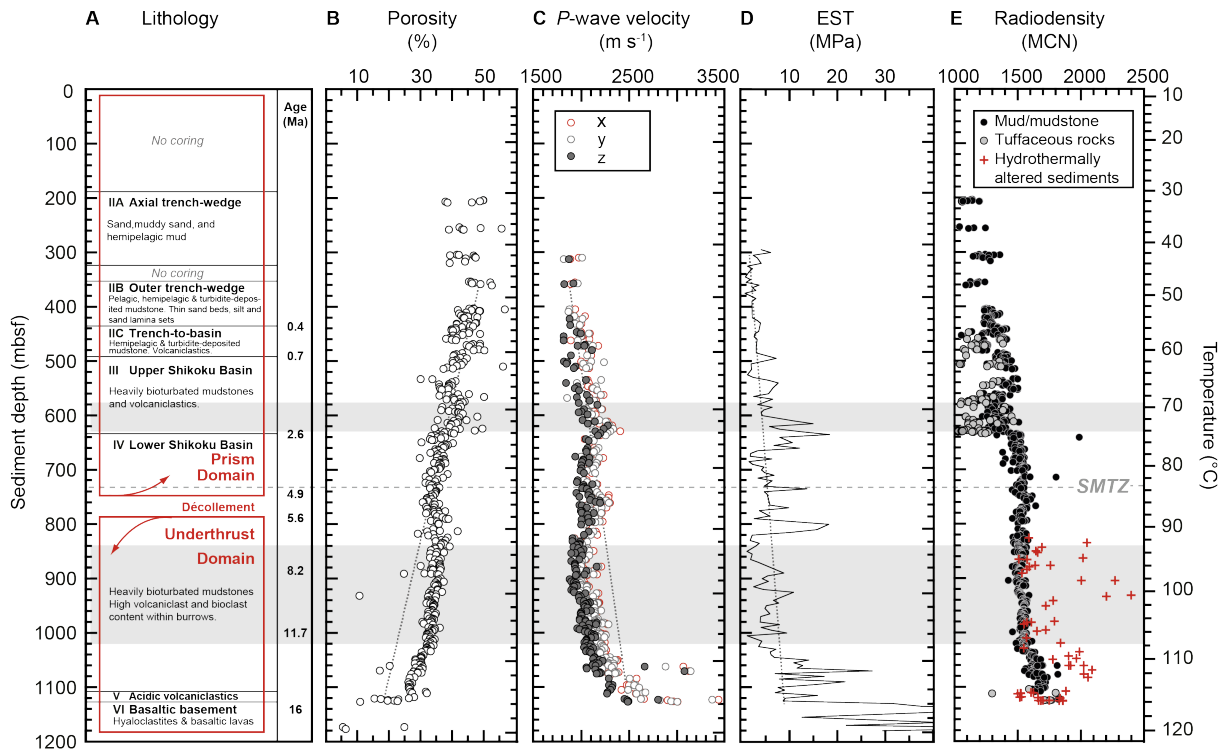 A Lithology
B Porosity
(%)
C P-wave velocity
(m s-1)
D EST
(MPa)
E Radiodensity
(MCN)
10 30 50
1500 2500 3500
10 20 30
1000 1500 2000 2500
Sediment depth (mbsf)
0
100
200
300
400
500
600
700
800
900
1000
1100
1200
Age
(Ma)
No coring
IIA Axial trench-wedge
Sand,muddy sand, and
hemipelagic mud
No coring
IIB Outer trench-wedge
Pelagic, hemipelagic & turbidite-depos-
ited mudstone. Thin sand beds, silt and
sand lamina sets
0.4
IIC Trench-to-basin
Hemipelagic & turbidite-deposited
mudstone. Volcaniclastics.
0.7
III Upper Shikoku Basin
Heavily bioturbated mudstones
and volcaniclastics.
2.6
IV Lower Shikoku Basin
Prism
Domain
4.9
Décollement
5.6
Underthrust
Domain
8.2
Heavily bioturbated mudstones
High volcaniclast and bioclast
content within burrows.
11.7
V Acidic volcaniclastics
VI Basaltic basement
16
Hyaloclastites & basaltic lavas
x
y
z
Mud/mudstone
Tuffaceous rocks
Hydrothermally
altered sediments
SMTZ
10
20
30
40
50
60
70
80
90
100
110
120
Temperature (°C)